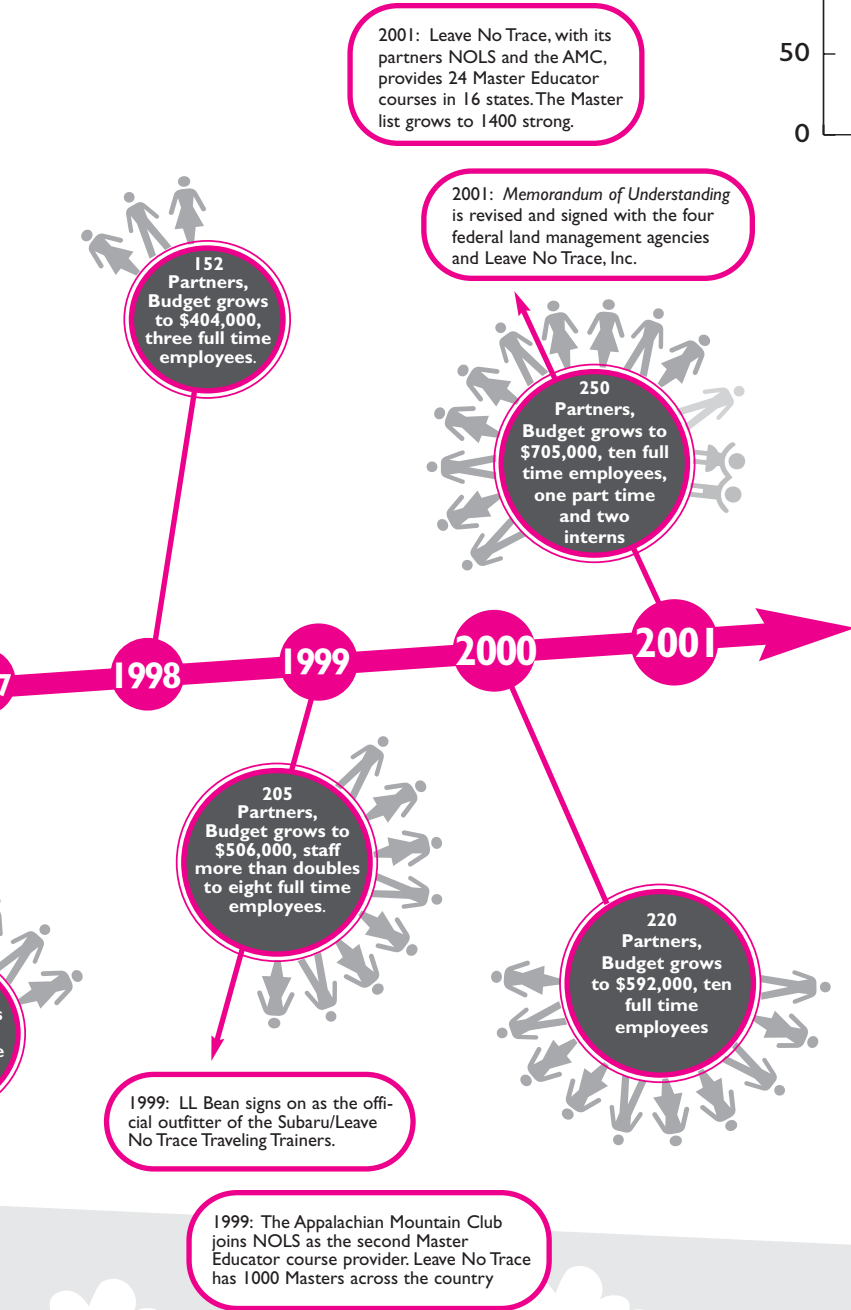 2001: Leave No Trace, with its
partners NOLS and the AMC,
provides 24 Master Educator
courses in 16 states. The Master
list grows to 1400 strong.
50
0
2001: Memorandum of Understanding
is revised and signed with the four
federal land management agencies
and Leave No Trace, Inc.
152
Partners,
Budget grows
to $404,000,
three full time
employees.
250
Partners,
Budget grows to
$705,000, ten full
time employees,
one part time
and two
interns
7
1998
1999
2000
2001
205
Partners,
Budget grows to
$506,000, staff
more than doubles
to eight full time
employees.
220
Partners,
Budget grows
to $592,000, ten
full time
employees
s
e
1999: LL Bean signs on as the offi-
cial outfitter of the Subaru/Leave
No Trace Traveling Trainers.
1999: The Appalachian Mountain Club
joins NOLS as the second Master
Educator course provider. Leave No Trace
has 1000 Masters across the country